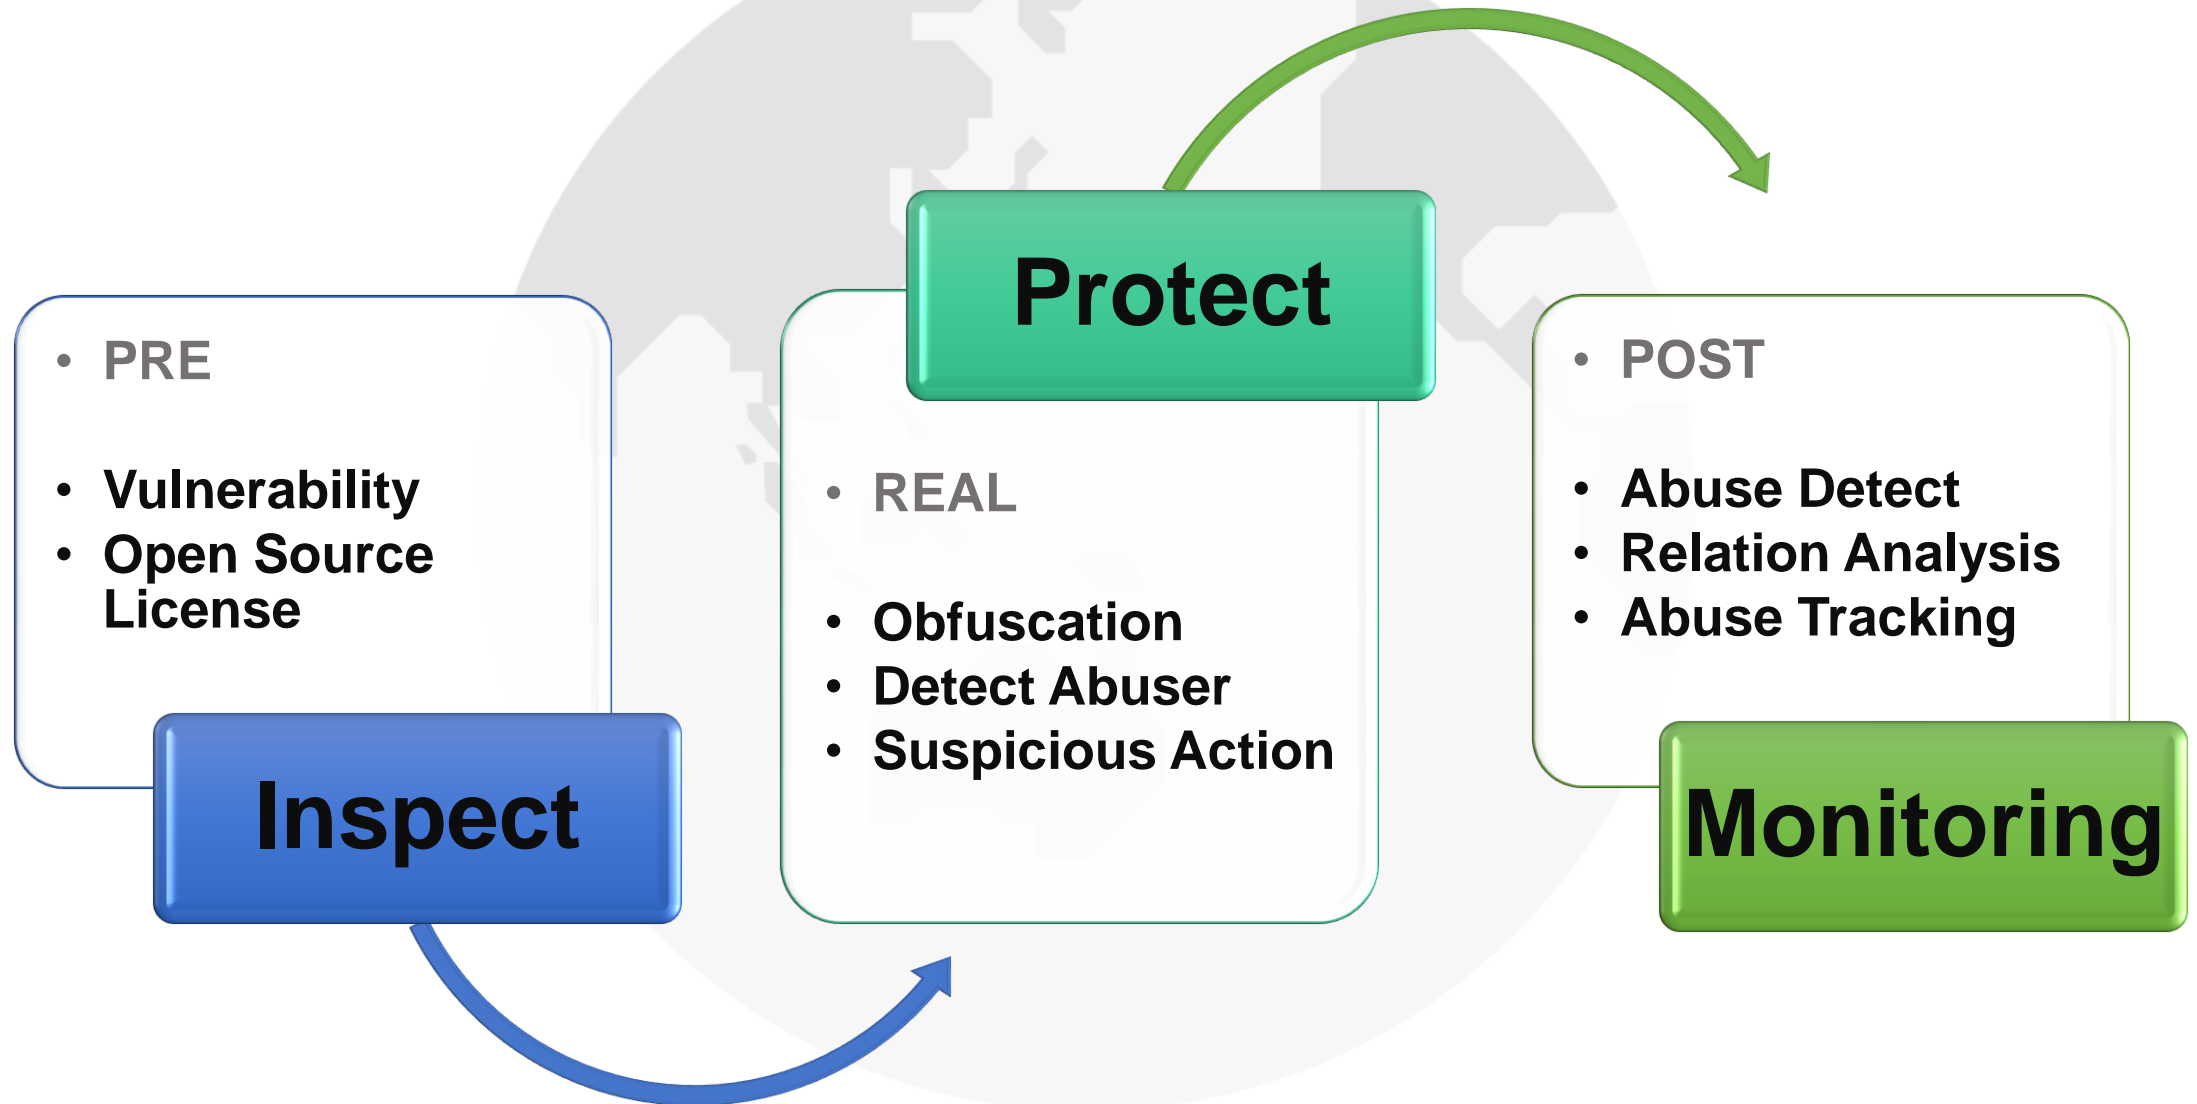 • PRE
• Vulnerability
• Open Source
License
Inspect
Protect
• REAL
• Obfuscation
• Detect Abuser
• Suspicious Action
• POST
• Abuse Detect
• Relation Analysis
• Abuse Tracking
Monitoring